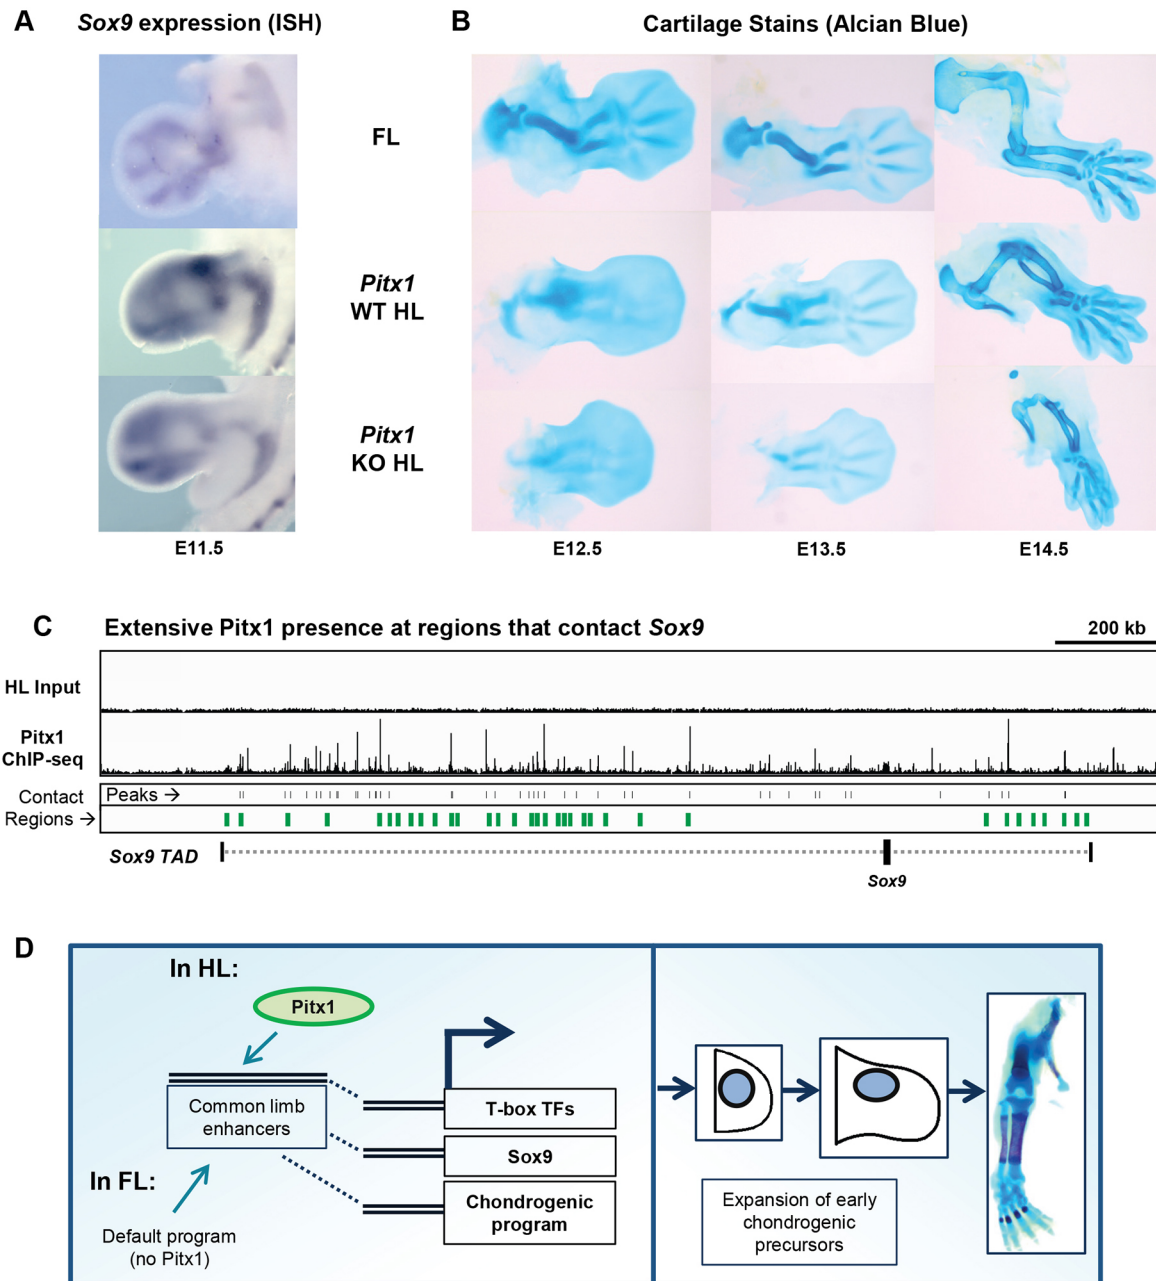 A
Sox9 expression (ISH)
B
Cartilage Stains (Alcian Blue)
FL
Pitx1
WT HL
Pitx1
KO HL
E11.5
E12.5
E13.5
E14.5
C
Extensive Pitx1 presence at regions that contact Sox9
200 kb
HL Input
Pitx1
ChIP-seq
Contact
Regions →
Peaks →
Sox9 TAD
Sox9
D
In HL:
Pitx1
Common limb
enhancers
In FL:
Default program
(no Pitx1)
T-box TFs
Sox9
Chondrogenic
program
Expansion of early
chondrogenic
precursors